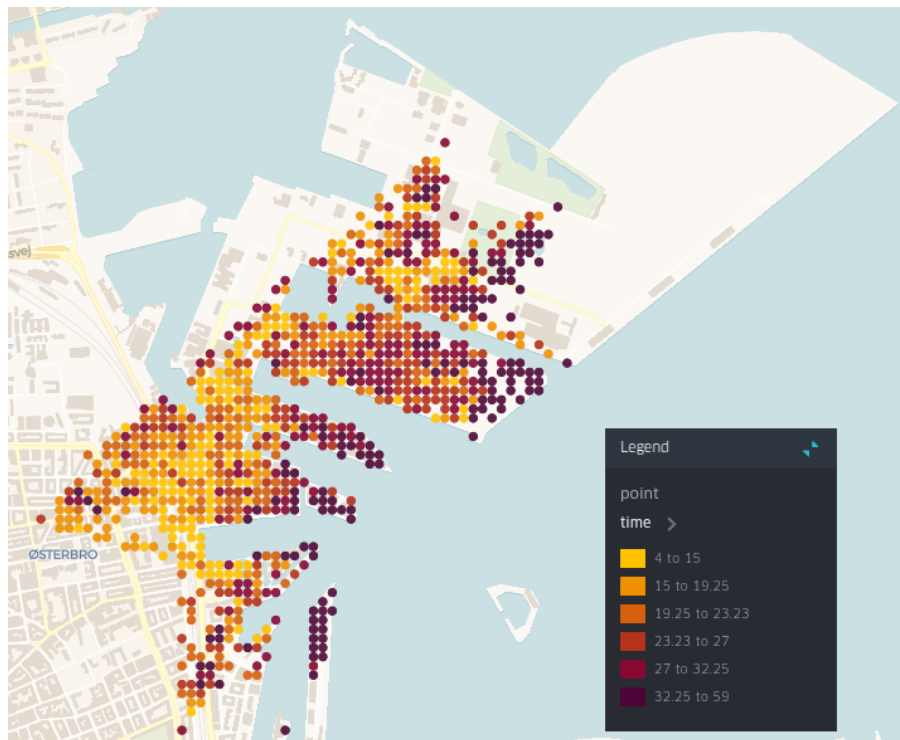 svej
ØSTERBRO
Legend
point
time
4 to 15
15 to 19.25
19.25 to 23.23
23.23 to 27
27 to 32.25
32.25 to 59